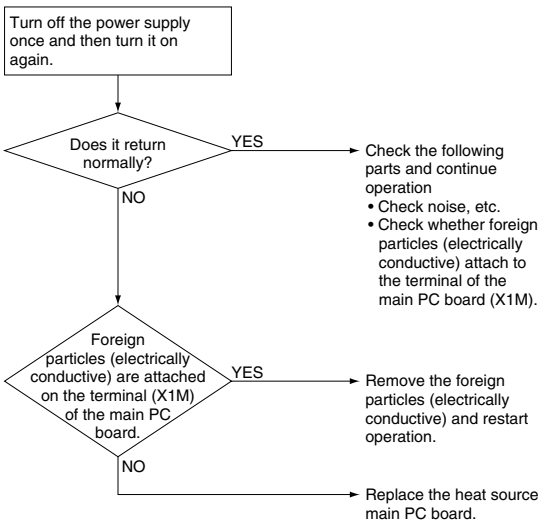 Turn off the power supply
once and then turn it on
again.
Does it return
normally?
YES
Check the following
parts and continue
operation
• Check noise, etc.
• Check whether foreign
particles (electrically
conductive) attach to
the terminal of the
main PC board (X1M).
NO
Foreign
particles (electrically
conductive) are attached
on the terminal (X1M)
of the main PC
board.
YES
Remove the foreign
particles (electrically
conductive) and restart
operation.
NO
Replace the heat source
main PC board.